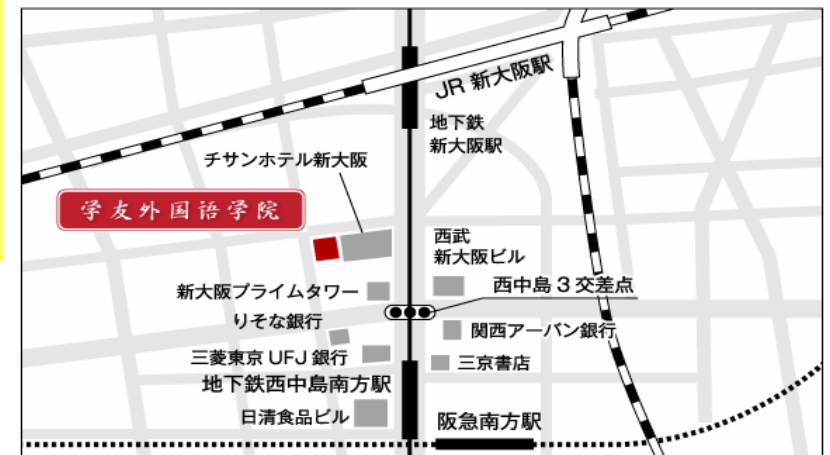 JR 新大阪駅
地下鉄
新大阪駅
チサンホテル新大阪
学友外国语学院
西武
新大阪ビル
西中島3交差点
新大阪プライムタワー
りそな銀行
関西アーバン銀行
三菱東京UFJ銀行
三京書店
地下鉄西中島南方駅
日清食品ビル
阪急南方駅